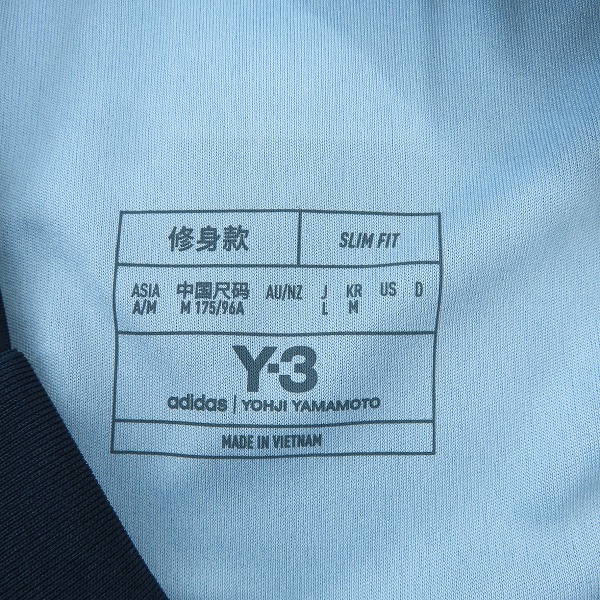 修身款 SLIM FIT
ASIA 中国尺码 AU/NZ J KR US D
A/M M 175/96A L M
Y-3
adidas | YOHJI YAMAMOTO
MADE IN VIETNAM